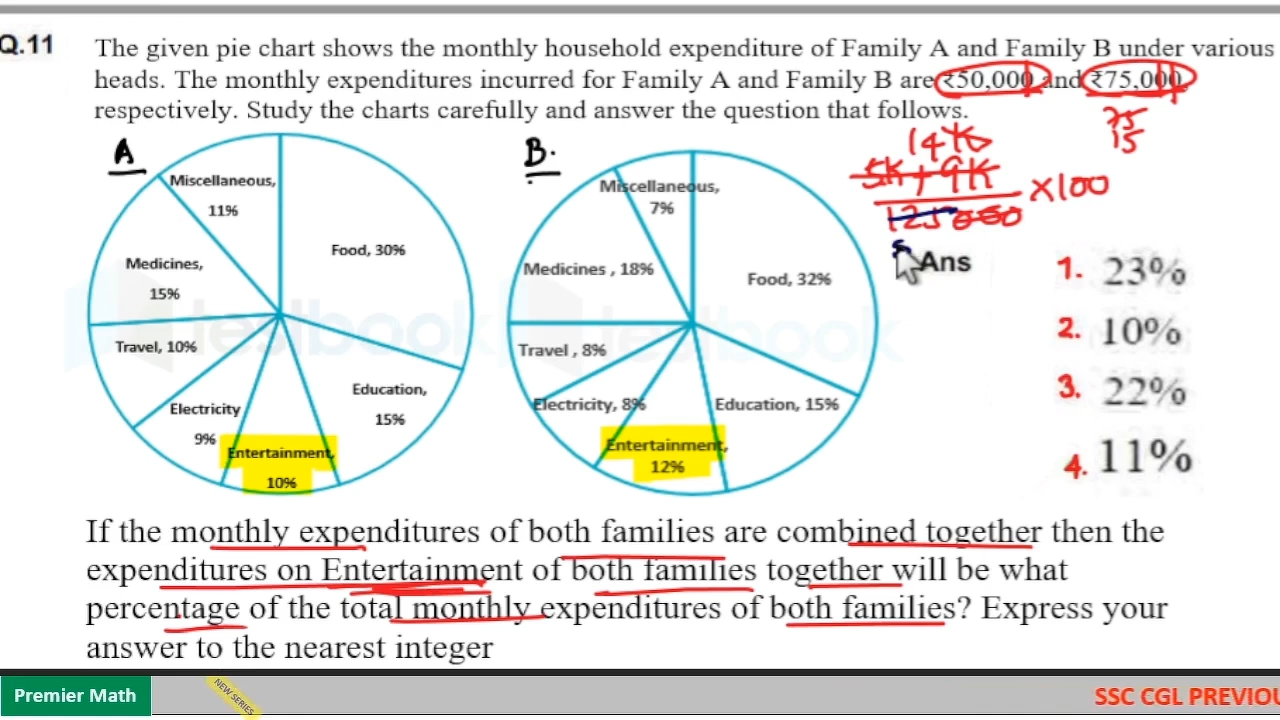 Q.11
The given pie chart shows the monthly household expenditure of Family A and Family B under various
heads. The monthly expenditures incurred for Family A and Family B are ₹50,000 and ₹75,000
respectively. Study the charts carefully and answer the question that follows.
A
Miscellaneous,
11%
Food, 30%
Medicines,
15%
Travel, 10%
Education,
15%
Electricity
9%
Entertainment,
10%
B.
Miscellaneous,
7%
Medicines , 18%
Food, 32%
Travel , 8%
Electricity, 8%
Education, 15%
Entertainment,
12%
75
15
14K
5K + 9K
125000
×100
5
Ans
1. 23%
2. 10%
3. 22%
4. 11%
testbook
testbook
If the monthly expenditures of both families are combined together then the
expenditures on Entertainment of both families together will be what
percentage of the total monthly expenditures of both families? Express your
answer to the nearest integer
Premier Math
NEW SERIES
SSC CGL PREVIOU